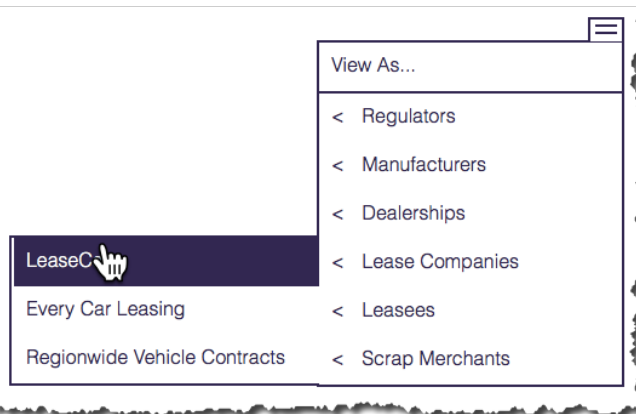 View As...
< Regulators
< Manufacturers
< Dealerships
< Lease Companies
< Leasees
< Scrap Merchants
Every Car Leasing
Regionwide Vehicle Contracts